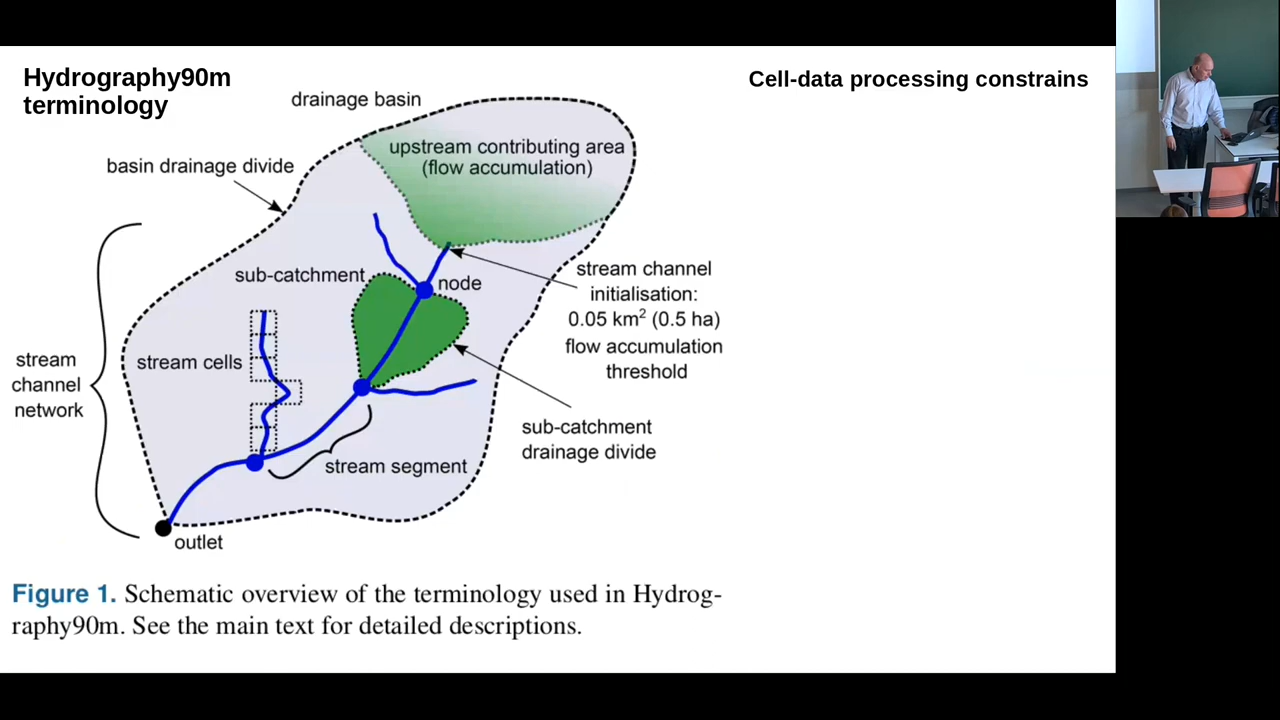 Hydrography90m
terminology
Cell-data processing constrains
drainage basin
upstream contributing area
(flow accumulation)
basin drainage divide
sub-catchment
node
stream channel
initialisation:
0.05 km² (0.5 ha)
flow accumulation
threshold
stream cells
stream
channel
network
sub-catchment
drainage divide
stream segment
outlet
Figure 1. Schematic overview of the terminology used in Hydrog-
raphy90m. See the main text for detailed descriptions.